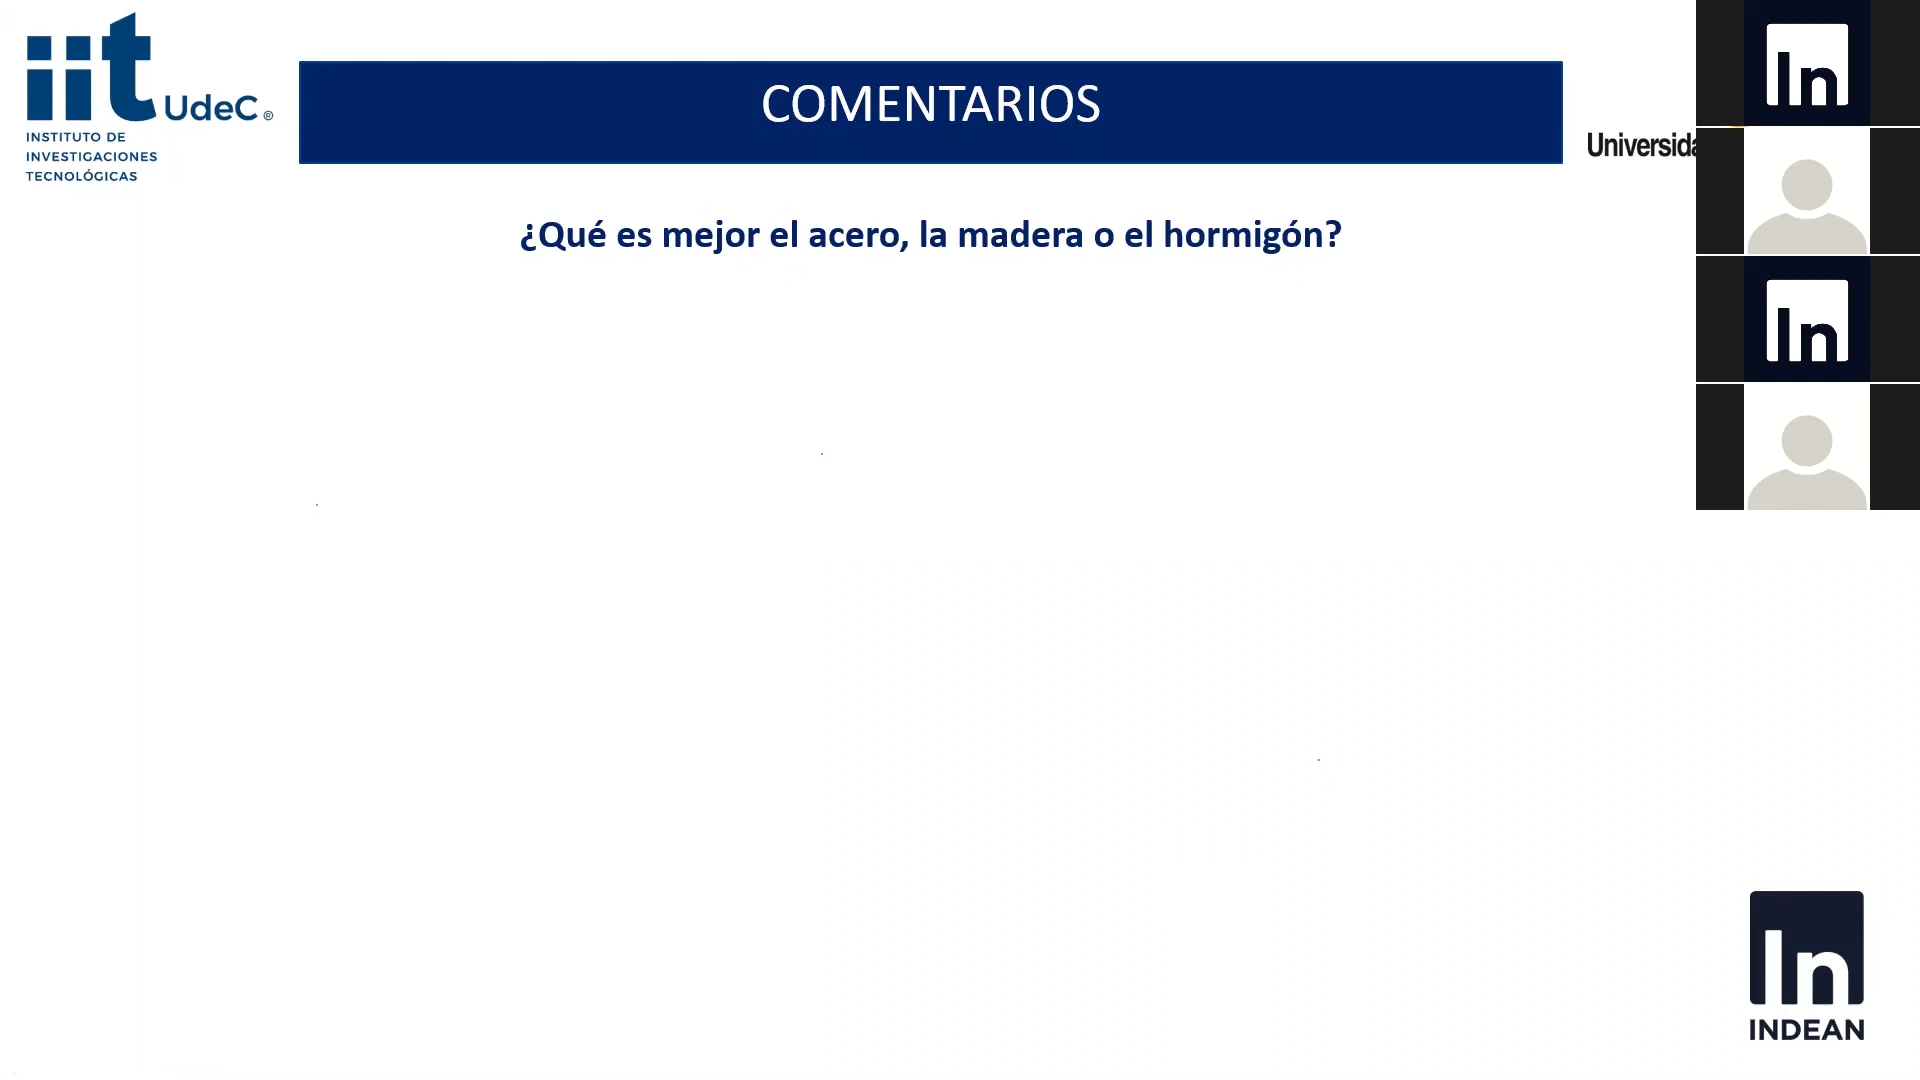 iit UdeC®
INSTITUTO DE
INVESTIGACIONES
TECNOLÓGICAS
COMENTARIOS
Universida
¿Qué es mejor el acero, la madera o el hormigón?
In
In
In
INDEAN